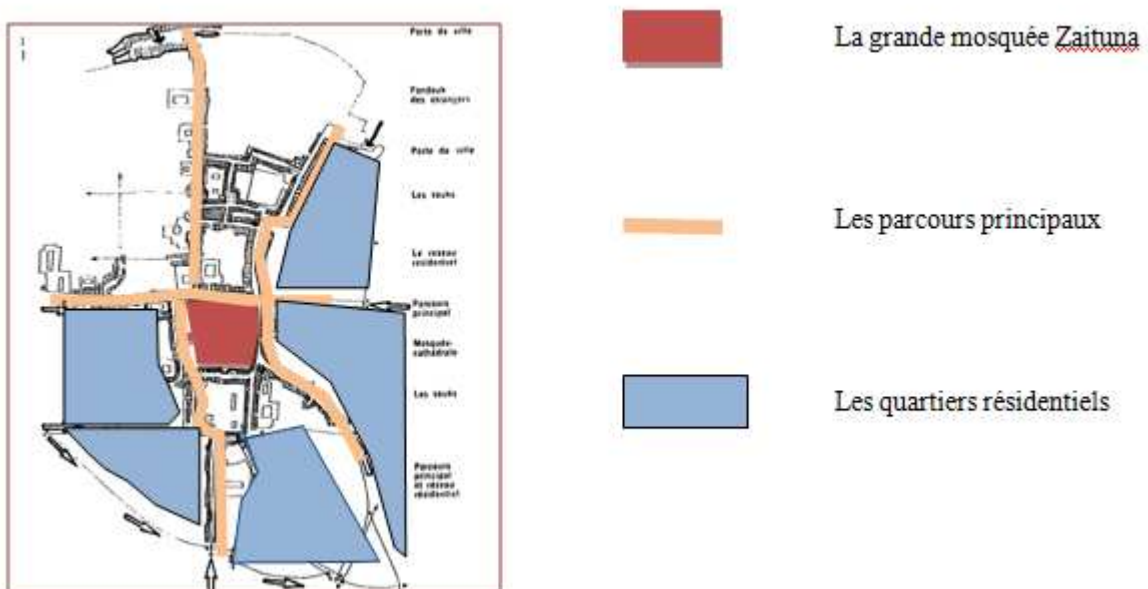 Porte de ville
Fondouk
des étrangers
Porte de ville
Les souks
Le réseau
résidentiel
Parcours
principal
Mosquée-
cathédrale
Les souks
Parcours
principal
et réseau
résidentiel
La grande mosquée Zaituna
Les parcours principaux
Les quartiers résidentiels